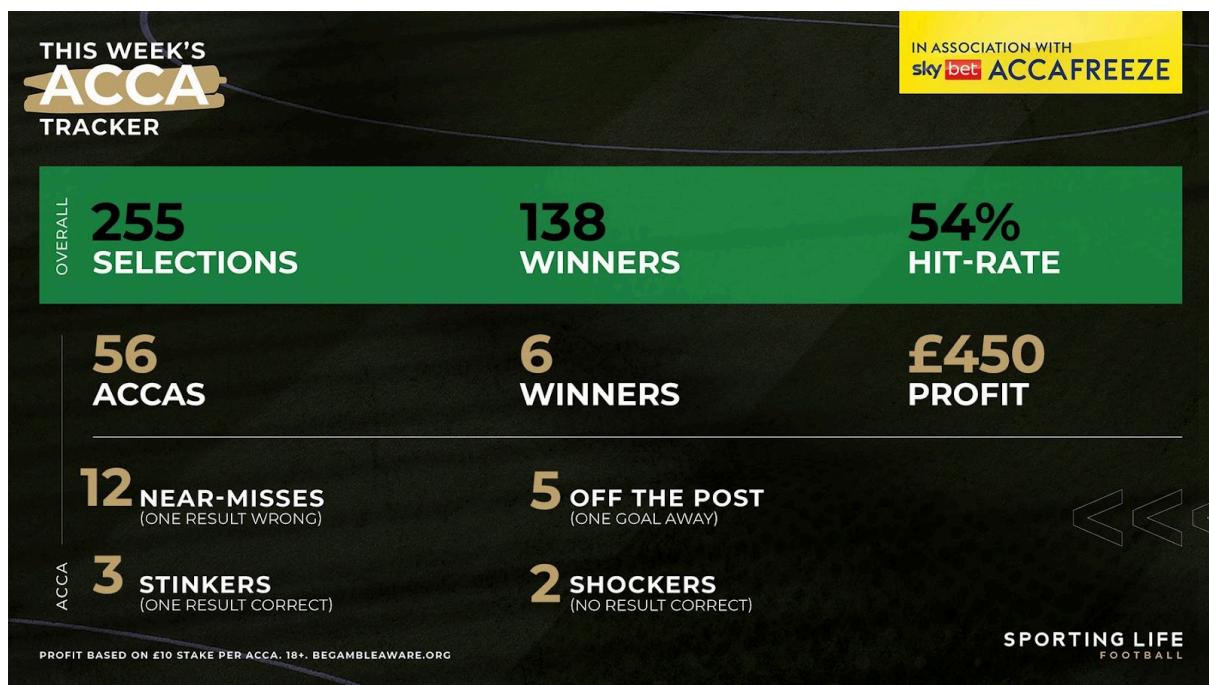 THIS WEEK'S
ACCA
TRACKER
IN ASSOCIATION WITH
sky bet ACCAFREEZE
OVERALL
255
SELECTIONS
138
WINNERS
54%
HIT-RATE
56
ACCAS
6
WINNERS
£450
PROFIT
ACCA
12 NEAR-MISSES
(ONE RESULT WRONG)
5 OFF THE POST
(ONE GOAL AWAY)
3 STINKERS
(ONE RESULT CORRECT)
2 SHOCKERS
(NO RESULT CORRECT)
PROFIT BASED ON £10 STAKE PER ACCA. 18+. BEGAMBLEAWARE.ORG
SPORTING LIFE
FOOTBALL